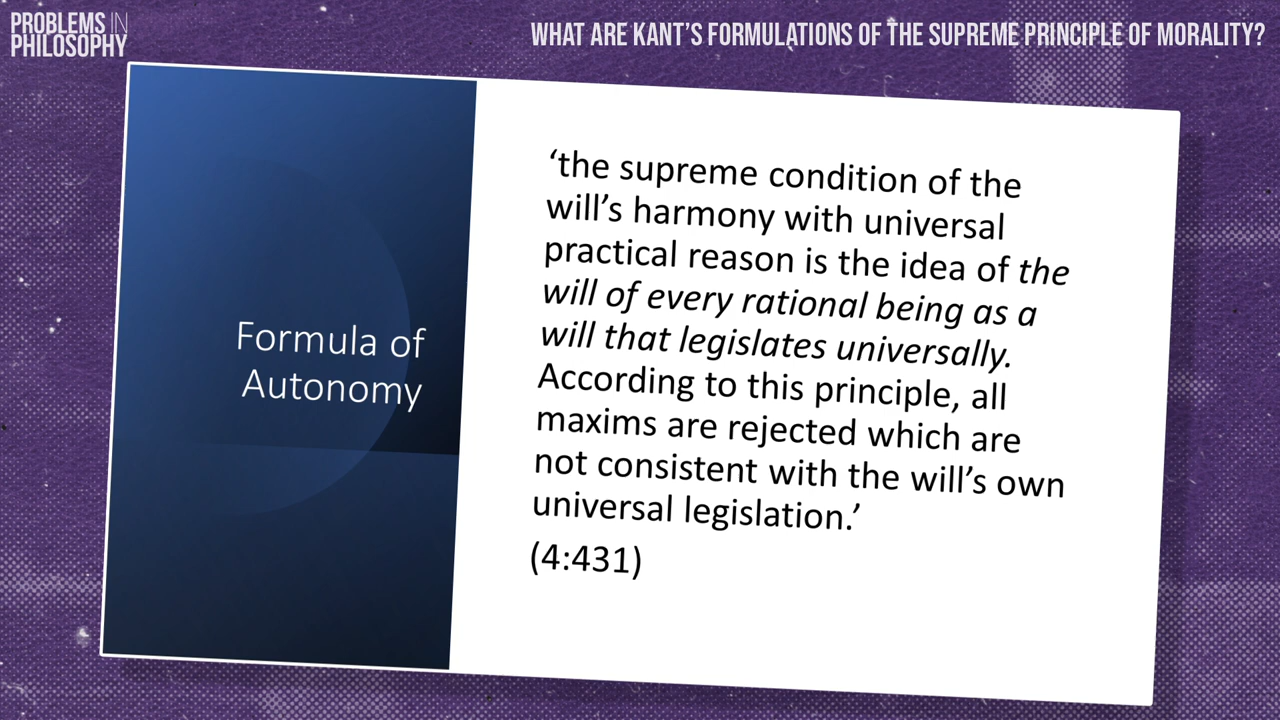 PROBLEMS IN
PHILOSOPHY
WHAT ARE KANT'S FORMULATIONS OF THE SUPREME PRINCIPLE OF MORALITY?
Formula of
Autonomy
‘the supreme condition of the
will’s harmony with universal
practical reason is the idea of the
will of every rational being as a
will that legislates universally.
According to this principle, all
maxims are rejected which are
not consistent with the will’s own
universal legislation.’
(4:431)